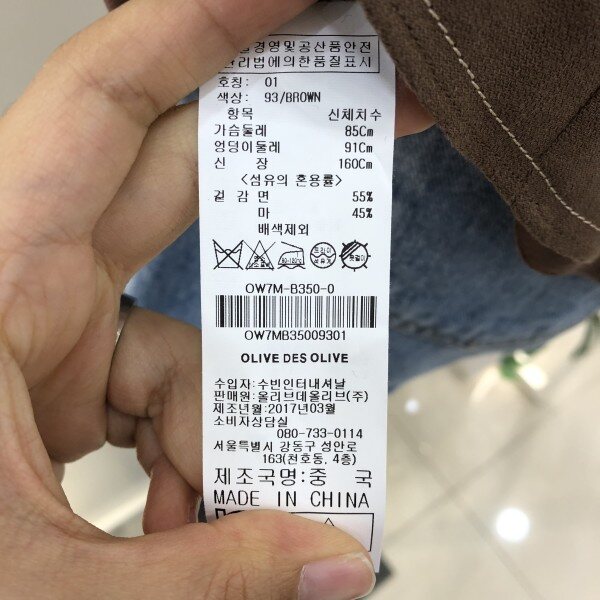 경영및공산품안전
관리법에의한품질표시
호칭: 01
색상: 93/BROWN
항목 신체치수
가슴둘레 85Cm
엉덩이둘레 91Cm
신 장 160Cm
<섬유의 혼용률>
겉 감 면 55%
마 45%
배색제외
80-120℃
드라이
OW7M-B350-0
OW7MB35009301
OLIVE DES OLIVE
수입자:수빈인터내셔날
판매원:올리브데올리브(주)
제조년월:2017년03월
소비자상담실
080-733-0114
서울특별시 강동구 성안로
163(천호동, 4층)
제조국명:중 국
MADE IN CHINA